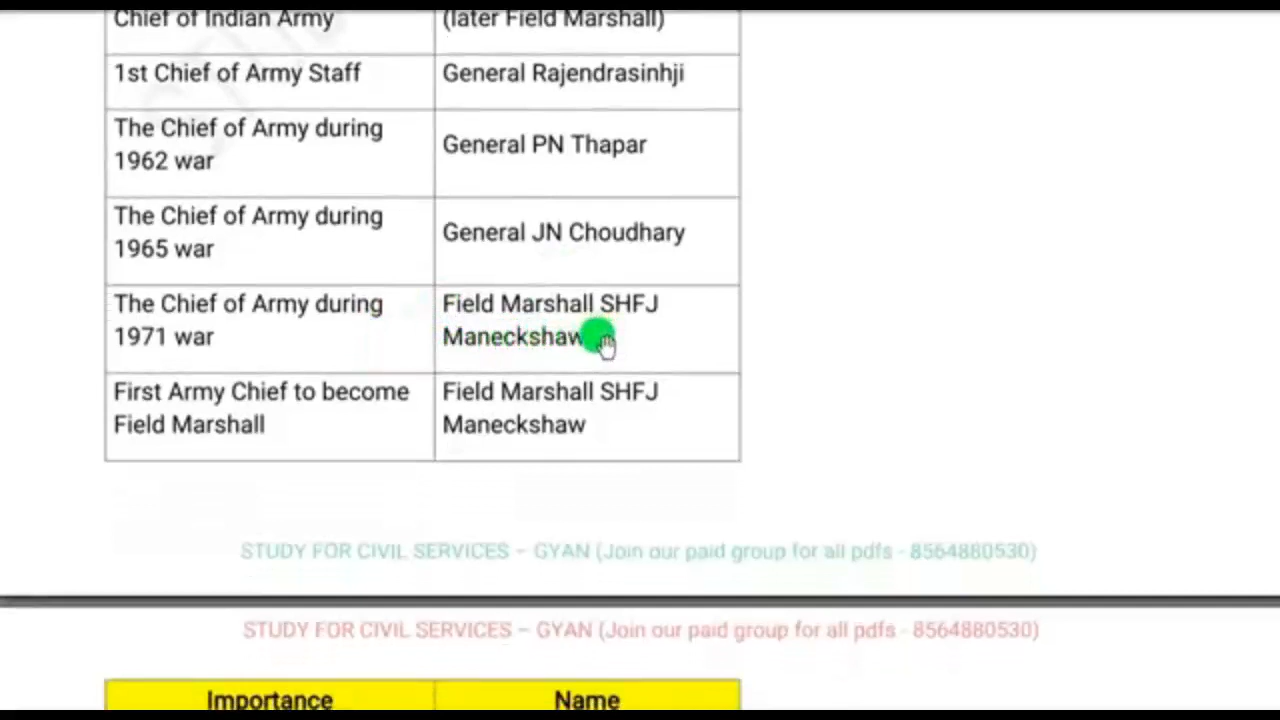 Chief of Indian Army
(later Field Marshall)
1st Chief of Army Staff
General Rajendrasinhji
The Chief of Army during
1962 war
General PN Thapar
The Chief of Army during
1965 war
General JN Choudhary
The Chief of Army during
1971 war
Field Marshall SHFJ
Maneckshaw
First Army Chief to become
Field Marshall
Field Marshall SHFJ
Maneckshaw
STUDY FOR CIVIL SERVICES – GYAN (Join our paid group for all pdfs - 8564880530)
STUDY FOR CIVIL SERVICES – GYAN (Join our paid group for all pdfs - 8564880530)
Importance
Name